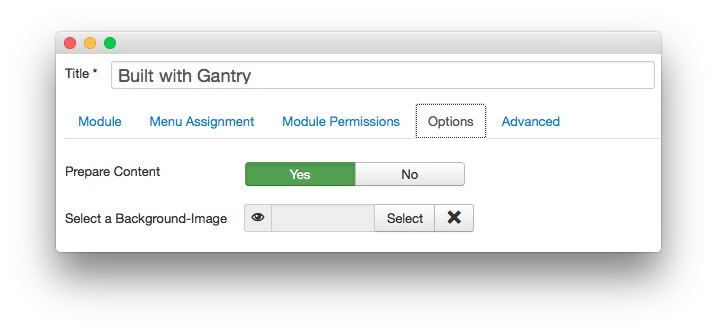 Title * Built with Gantry
Module Menu Assignment Module Permissions Options Advanced
Prepare Content Yes No
Select a Background-Image Select